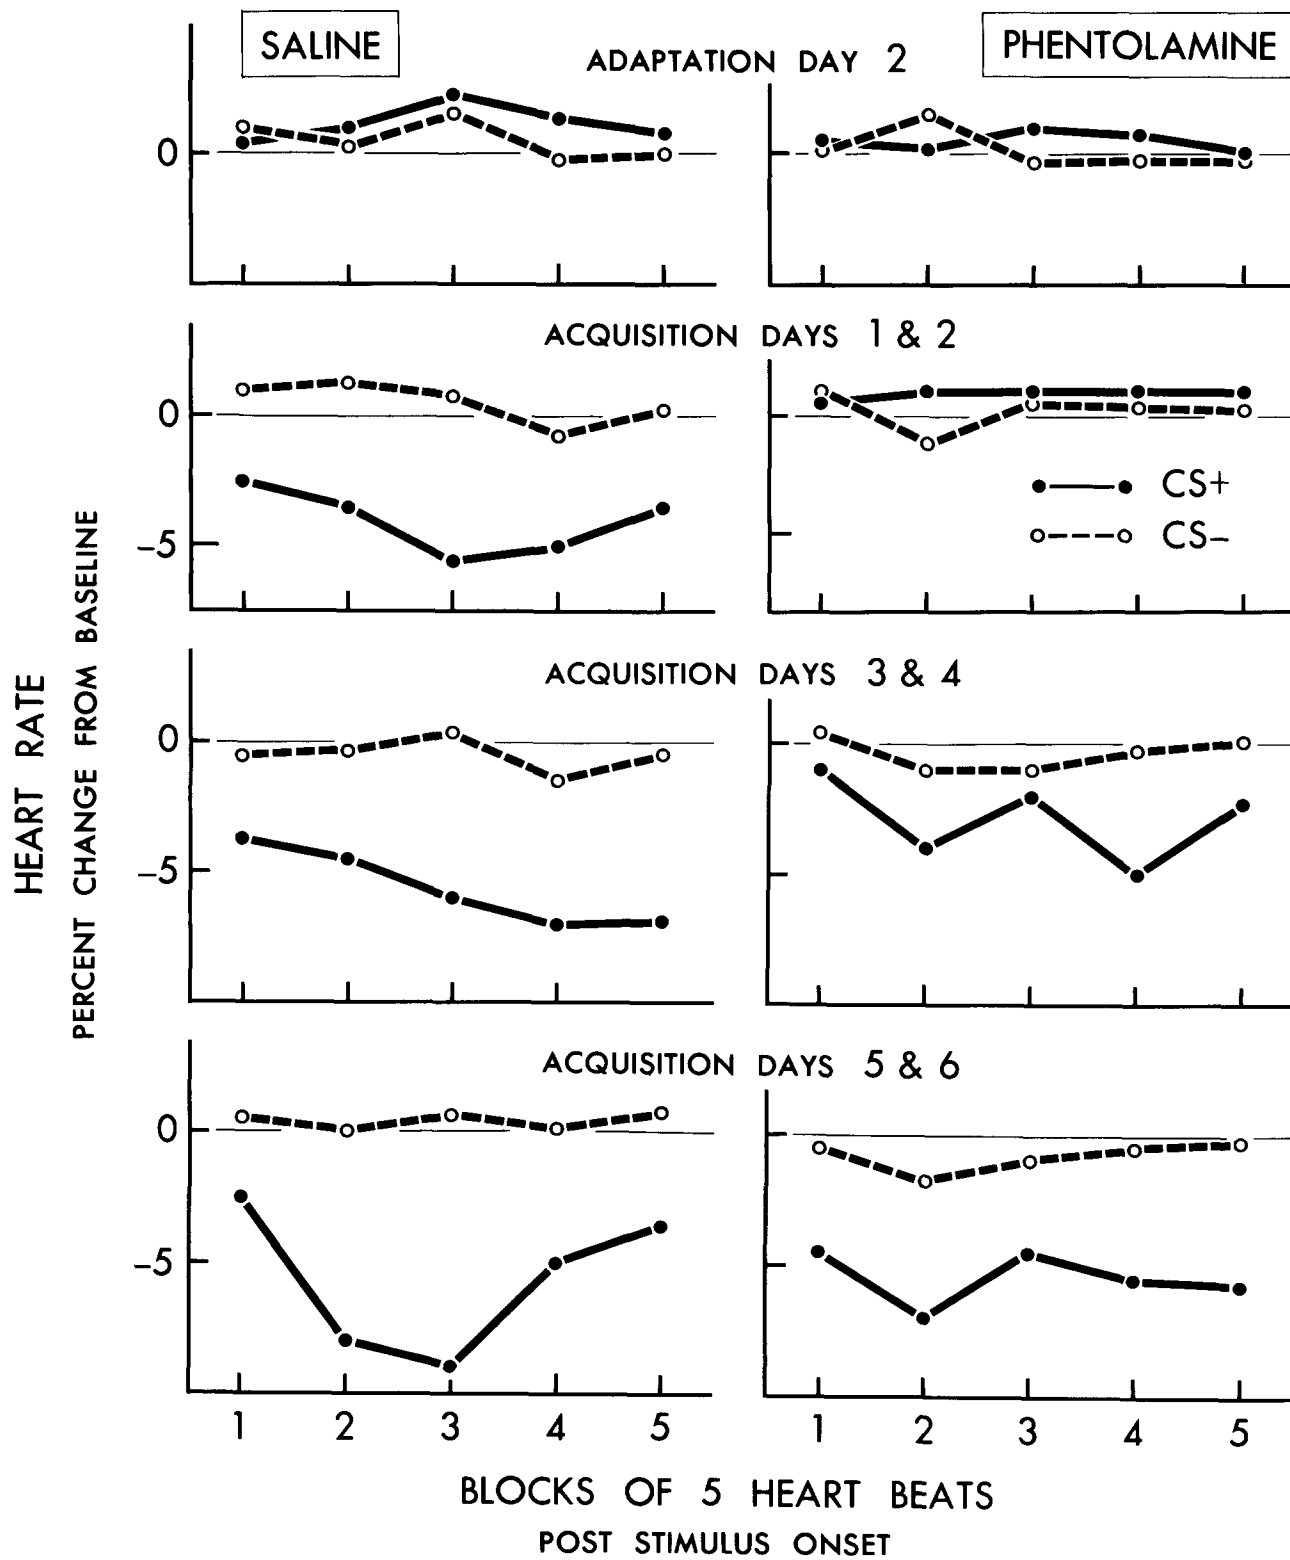 SALINE
ADAPTATION DAY 2
PHENTOLAMINE
0
ACQUISITION DAYS 1 & 2
0
–5
CS+
CS–
ACQUISITION DAYS 3 & 4
0
–5
ACQUISITION DAYS 5 & 6
0
–5
HEART RATE
PERCENT CHANGE FROM BASELINE
1 2 3 4 5
1 2 3 4 5
BLOCKS OF 5 HEART BEATS
POST STIMULUS ONSET